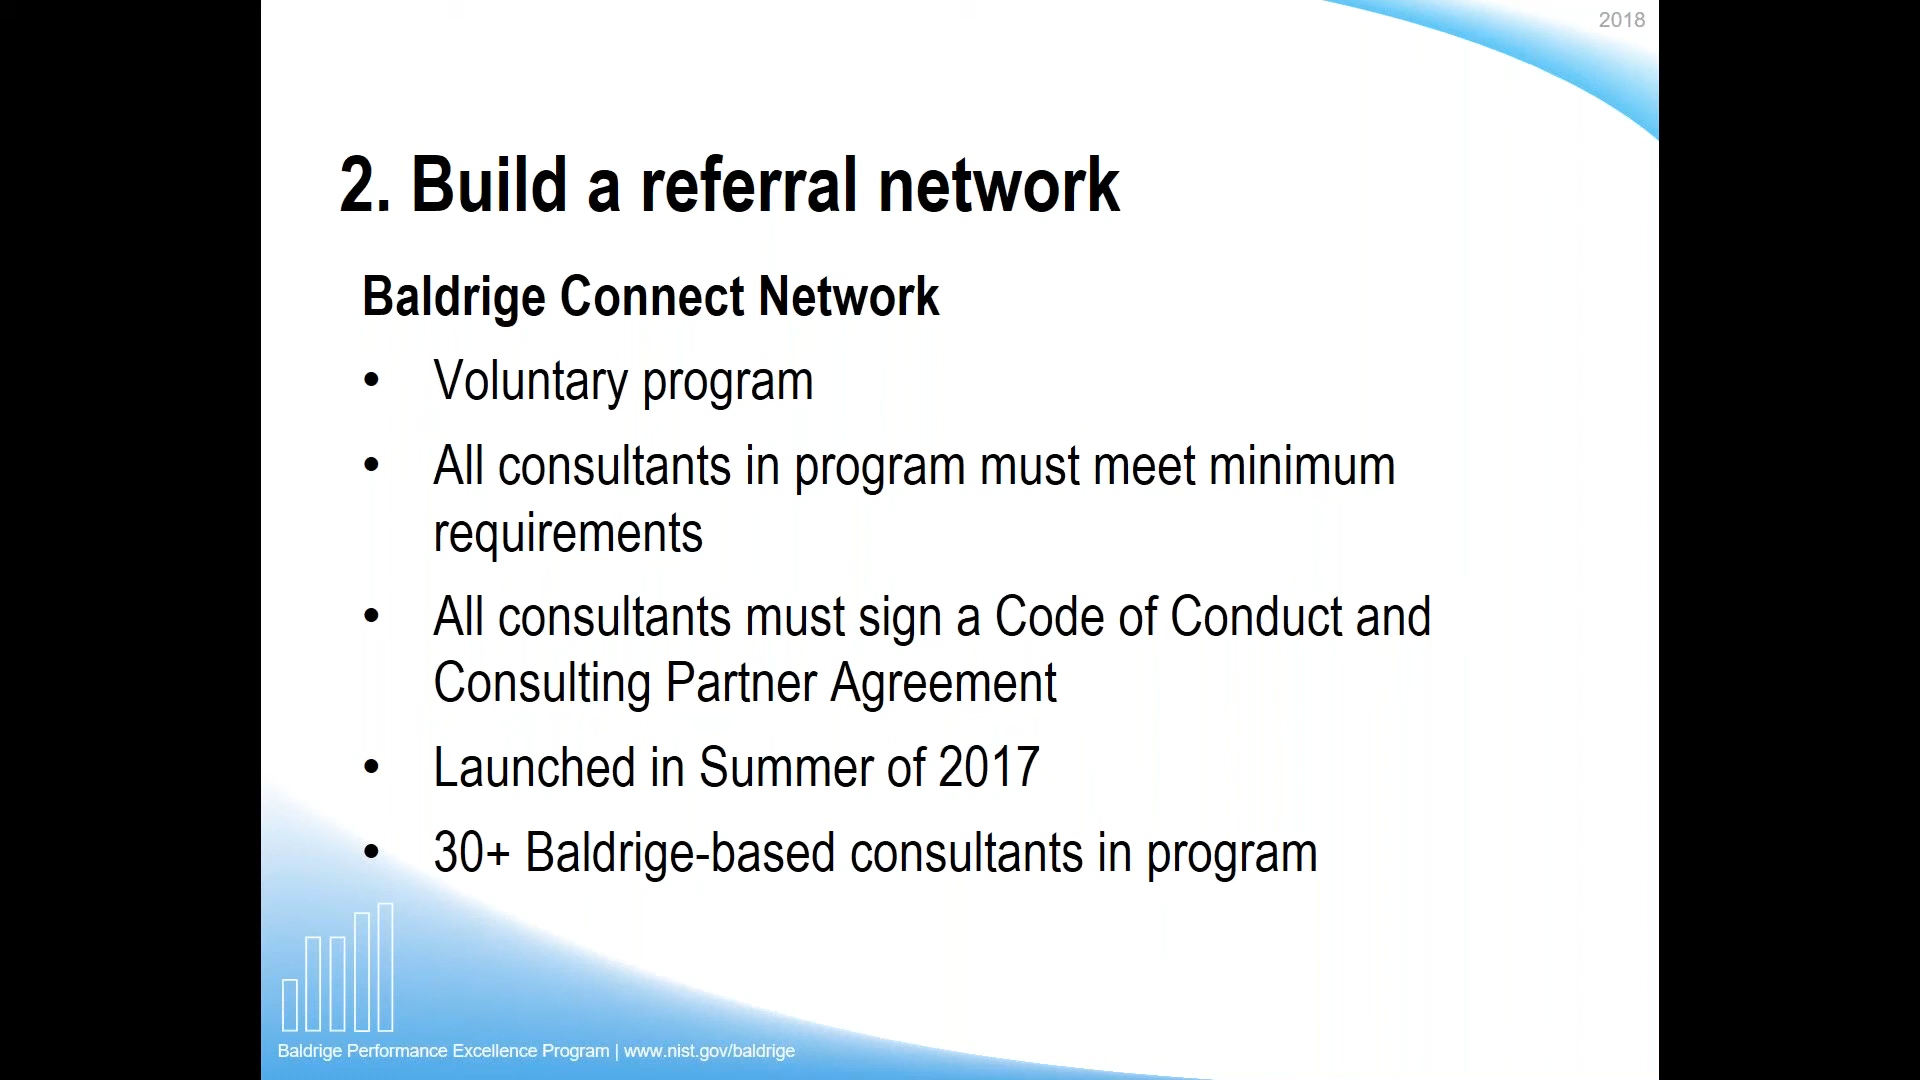 2018
2. Build a referral network
Baldrige Connect Network
• Voluntary program
• All consultants in program must meet minimum
requirements
• All consultants must sign a Code of Conduct and
Consulting Partner Agreement
• Launched in Summer of 2017
• 30+ Baldrige-based consultants in program
Baldrige Performance Excellence Program | www.nist.gov/baldrige